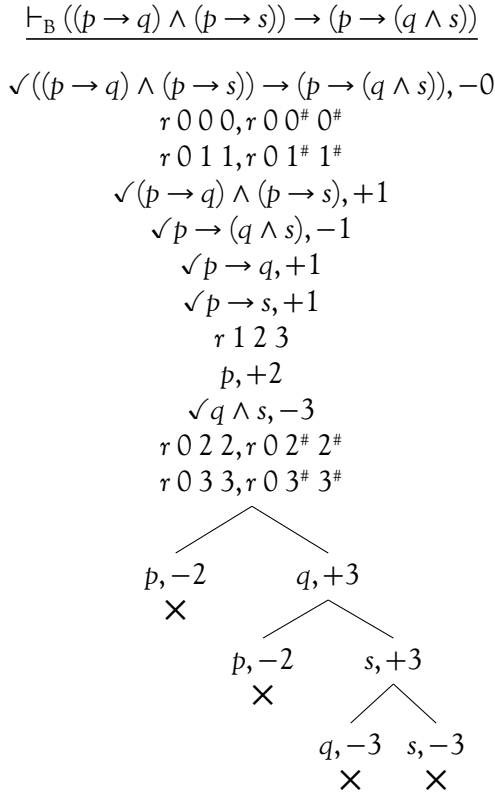 ⊢B ((p → q) ∧ (p → s)) → (p → (q ∧ s))
✓((p → q) ∧ (p → s)) → (p → (q ∧ s)), −0
r 0 0 0, r 0 0# 0#
r 0 1 1, r 0 1# 1#
✓(p → q) ∧ (p → s), +1
✓p → (q ∧ s), −1
✓p → q, +1
✓p → s, +1
r 1 2 3
p, +2
✓q ∧ s, −3
r 0 2 2, r 0 2# 2#
r 0 3 3, r 0 3# 3#
p, −2 q, +3
×
p, −2 s, +3
×
q, −3 s, −3
× ×